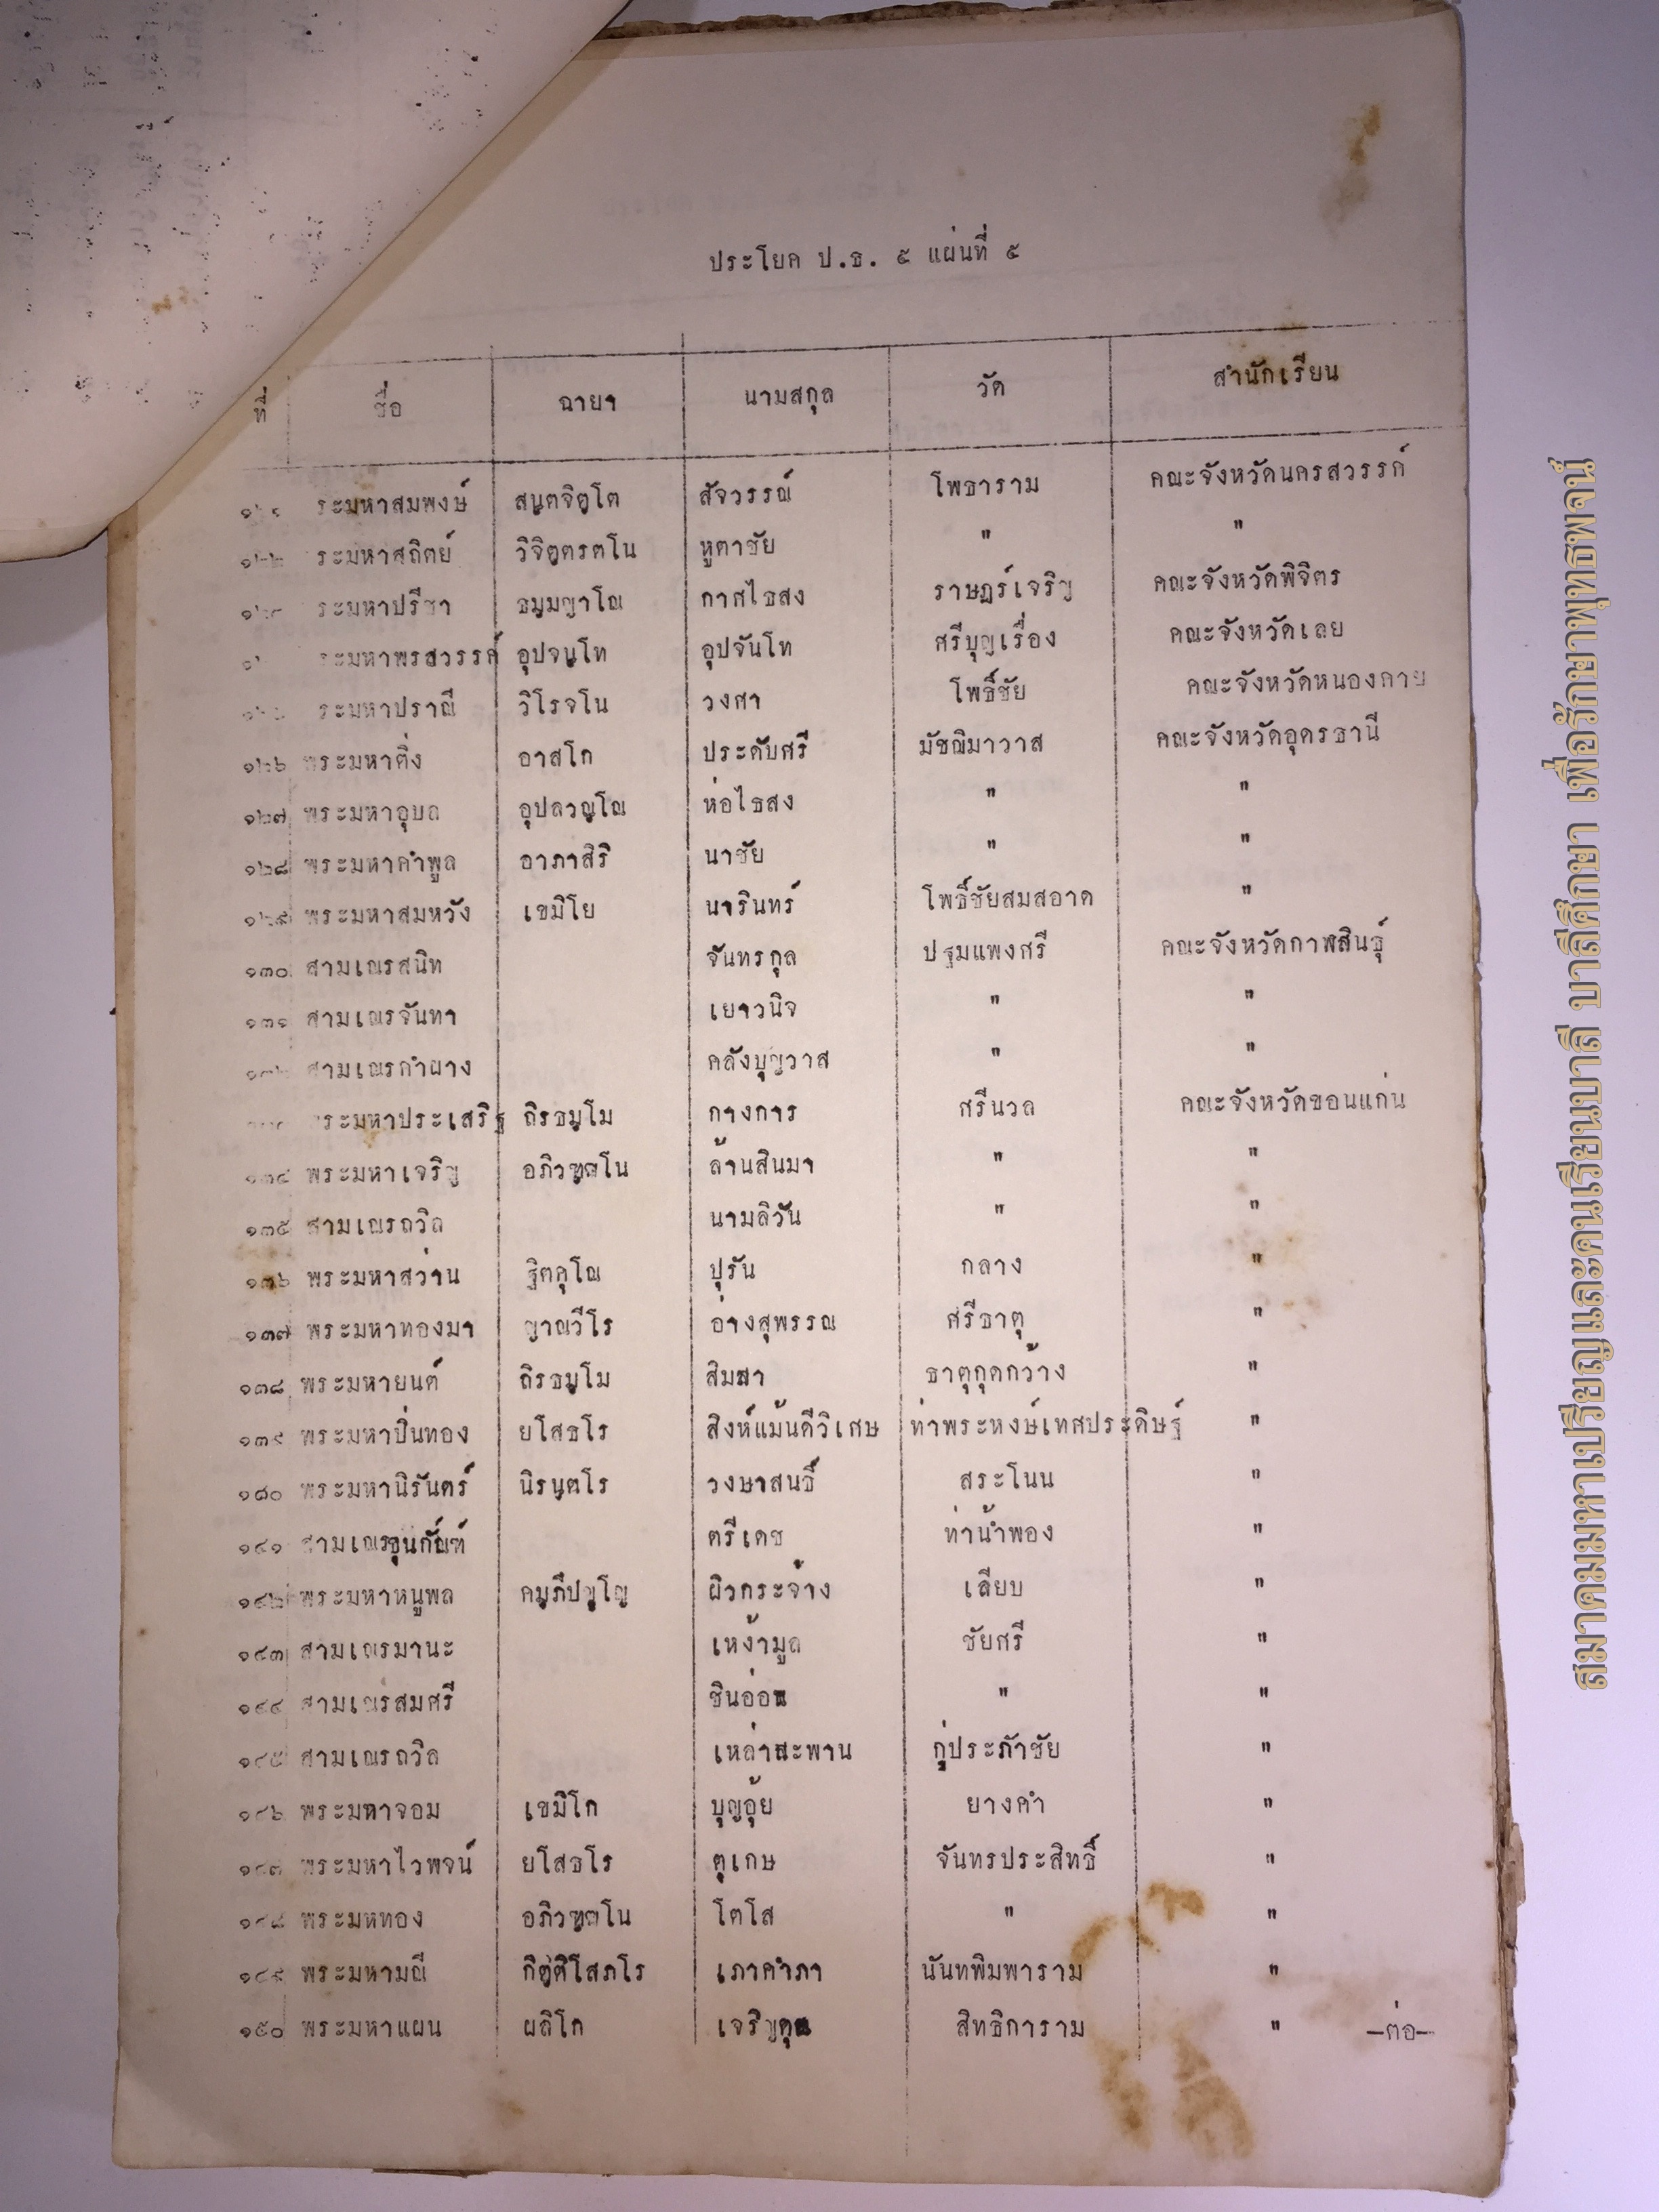 ประโยค ป.ธ. ๕ แผ่นที่ ๕
ที่ ชื่อ ฉายา นามสกุล วัด สำนักเรียน
ระมหาสมพงษ์ สนฺตจิตฺโต สัจวรรณ์ โพธาราม คณะจังหวัดนครสวรรค์
๑๒๒ ระมหาสถิตย์ วิจิตฺตรตโน หูตาชัย " "
ระมหาปรีชา ธมฺมญาโณ กาศไธสง ราษฎร์เจริญ คณะจังหวัดพิจิตร
ระมหาพรสวรรค์ อุปจนฺโท อุปจันโท ศรีบุญเรื่อง คณะจังหวัดเลย
ระมหาปราณี วิโรจโน วงศา โพธิ์ชัย คณะจังหวัดหนองคาย
๑๒๖ พระมหาติ่ง อาสโก ประดับศรี มัชฌิมาวาส คณะจังหวัดอุดรธานี
๑๒๗ พระมหาอุบล อุปลวณฺโณ ห่อไธสง " "
๑๒๘ พระมหาคำพูล อาภาสิริ นาชัย " "
๑๒๙ พระมหาสมหวัง เขมิโย นารินทร์ โพธิ์ชัยสมสอาด "
๑๓๐ สามเณรสนิท จันทรกุล ปฐมแพงศรี คณะจังหวัดกาฬสินธุ์
๑๓๑ สามเณรจันทา เยาวนิจ " "
๑๓๒ สามเณรกำผาง คลังบุญวาส " "
พระมหาประเสริฐ ถิรธมฺโม กางการ ศรีนวล คณะจังหวัดขอนแก่น
๑๓๔ พระมหาเจริญ อภิวฑฺฒโน ล้านสินมา " "
๑๓๕ สามเณรถวิล นามลิวัน " "
๑๓๖ พระมหาสว่าน ฐิตคุโณ ปุรัน กลาง "
๑๓๗ พระมหาทองมา ญาณวีโร อ่างสุพรรณ ศรีธาตุ "
๑๓๘ พระมหายนต์ ถิรธมฺโม สิมสา ธาตุกุดกว้าง "
๑๓๙ พระมหาปิ่นทอง ยโสธโร สิงห์แม้นดีวิเศษ ท่าพระหงษ์เทศประดิษฐ์ "
๑๔๐ พระมหานิรันตร์ นิรนฺตโร วงษาสนธิ์ สระโนน "
๑๔๑ สามเณรขุนกัณฑ์ ตรีเดช ท่าน้ำพอง "
๑๔๒ พระมหาหนูพล คมฺภีปญฺโญ ผิวกระจ้าง เลียบ "
๑๔๓ สามเณรมานะ เหง้ามูล ชัยศรี "
๑๔๔ สามเณรสมศรี ชินอ่อน " "
๑๔๕ สามเณรถวิล เหล่าสะพาน กู่ประภัาชัย "
๑๔๖ พระมหาจอม เขมิโก บุญอุ้ย ยางคำ "
๑๔๗ พระมหาไวพจน์ ยโสธโร ตุเกษ จันทรประสิทธิ์ "
๑๔๘ พระมหทอง อภิวฑฺฒโน โตโส " "
๑๔๙ พระมหามณี กิตฺติโสภโร เภาคำภา นันทพิมพาราม "
๑๕๐ พระมหาแผน ผลิโก สิทธิการาม " —ต่อ—
สมาคมมหาเปรียญและคนเรียนบาลี บาลีศึกษา เพื่อรักษาพุทธพจน์